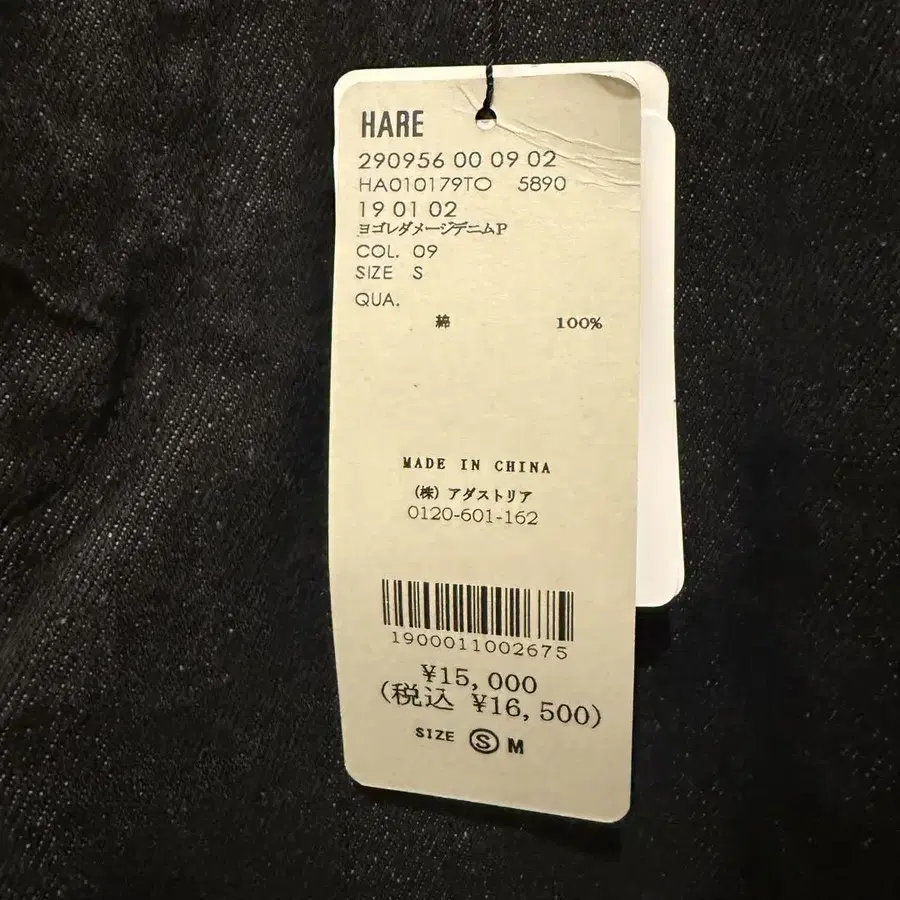 HARE
290956 00 09 02
HA010179TO 5890
19 01 02
ヨゴレダメージデニムP
COL. 09
SIZE S
QUA.
綿 100%
MADE IN CHINA
(株) アダストリア
0120-601-162
1900011002675
¥15,000
(税込 ¥16,500)
SIZE Ⓢ M